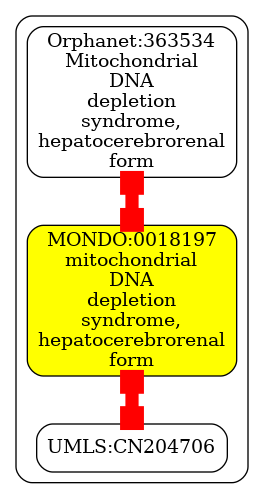 Orphanet:363534
Mitochondrial
DNA
depletion
syndrome,
hepatocerebrorenal
form
MONDO:0018197
mitochondrial
DNA
depletion
syndrome,
hepatocerebrorenal
form
UMLS:CN204706